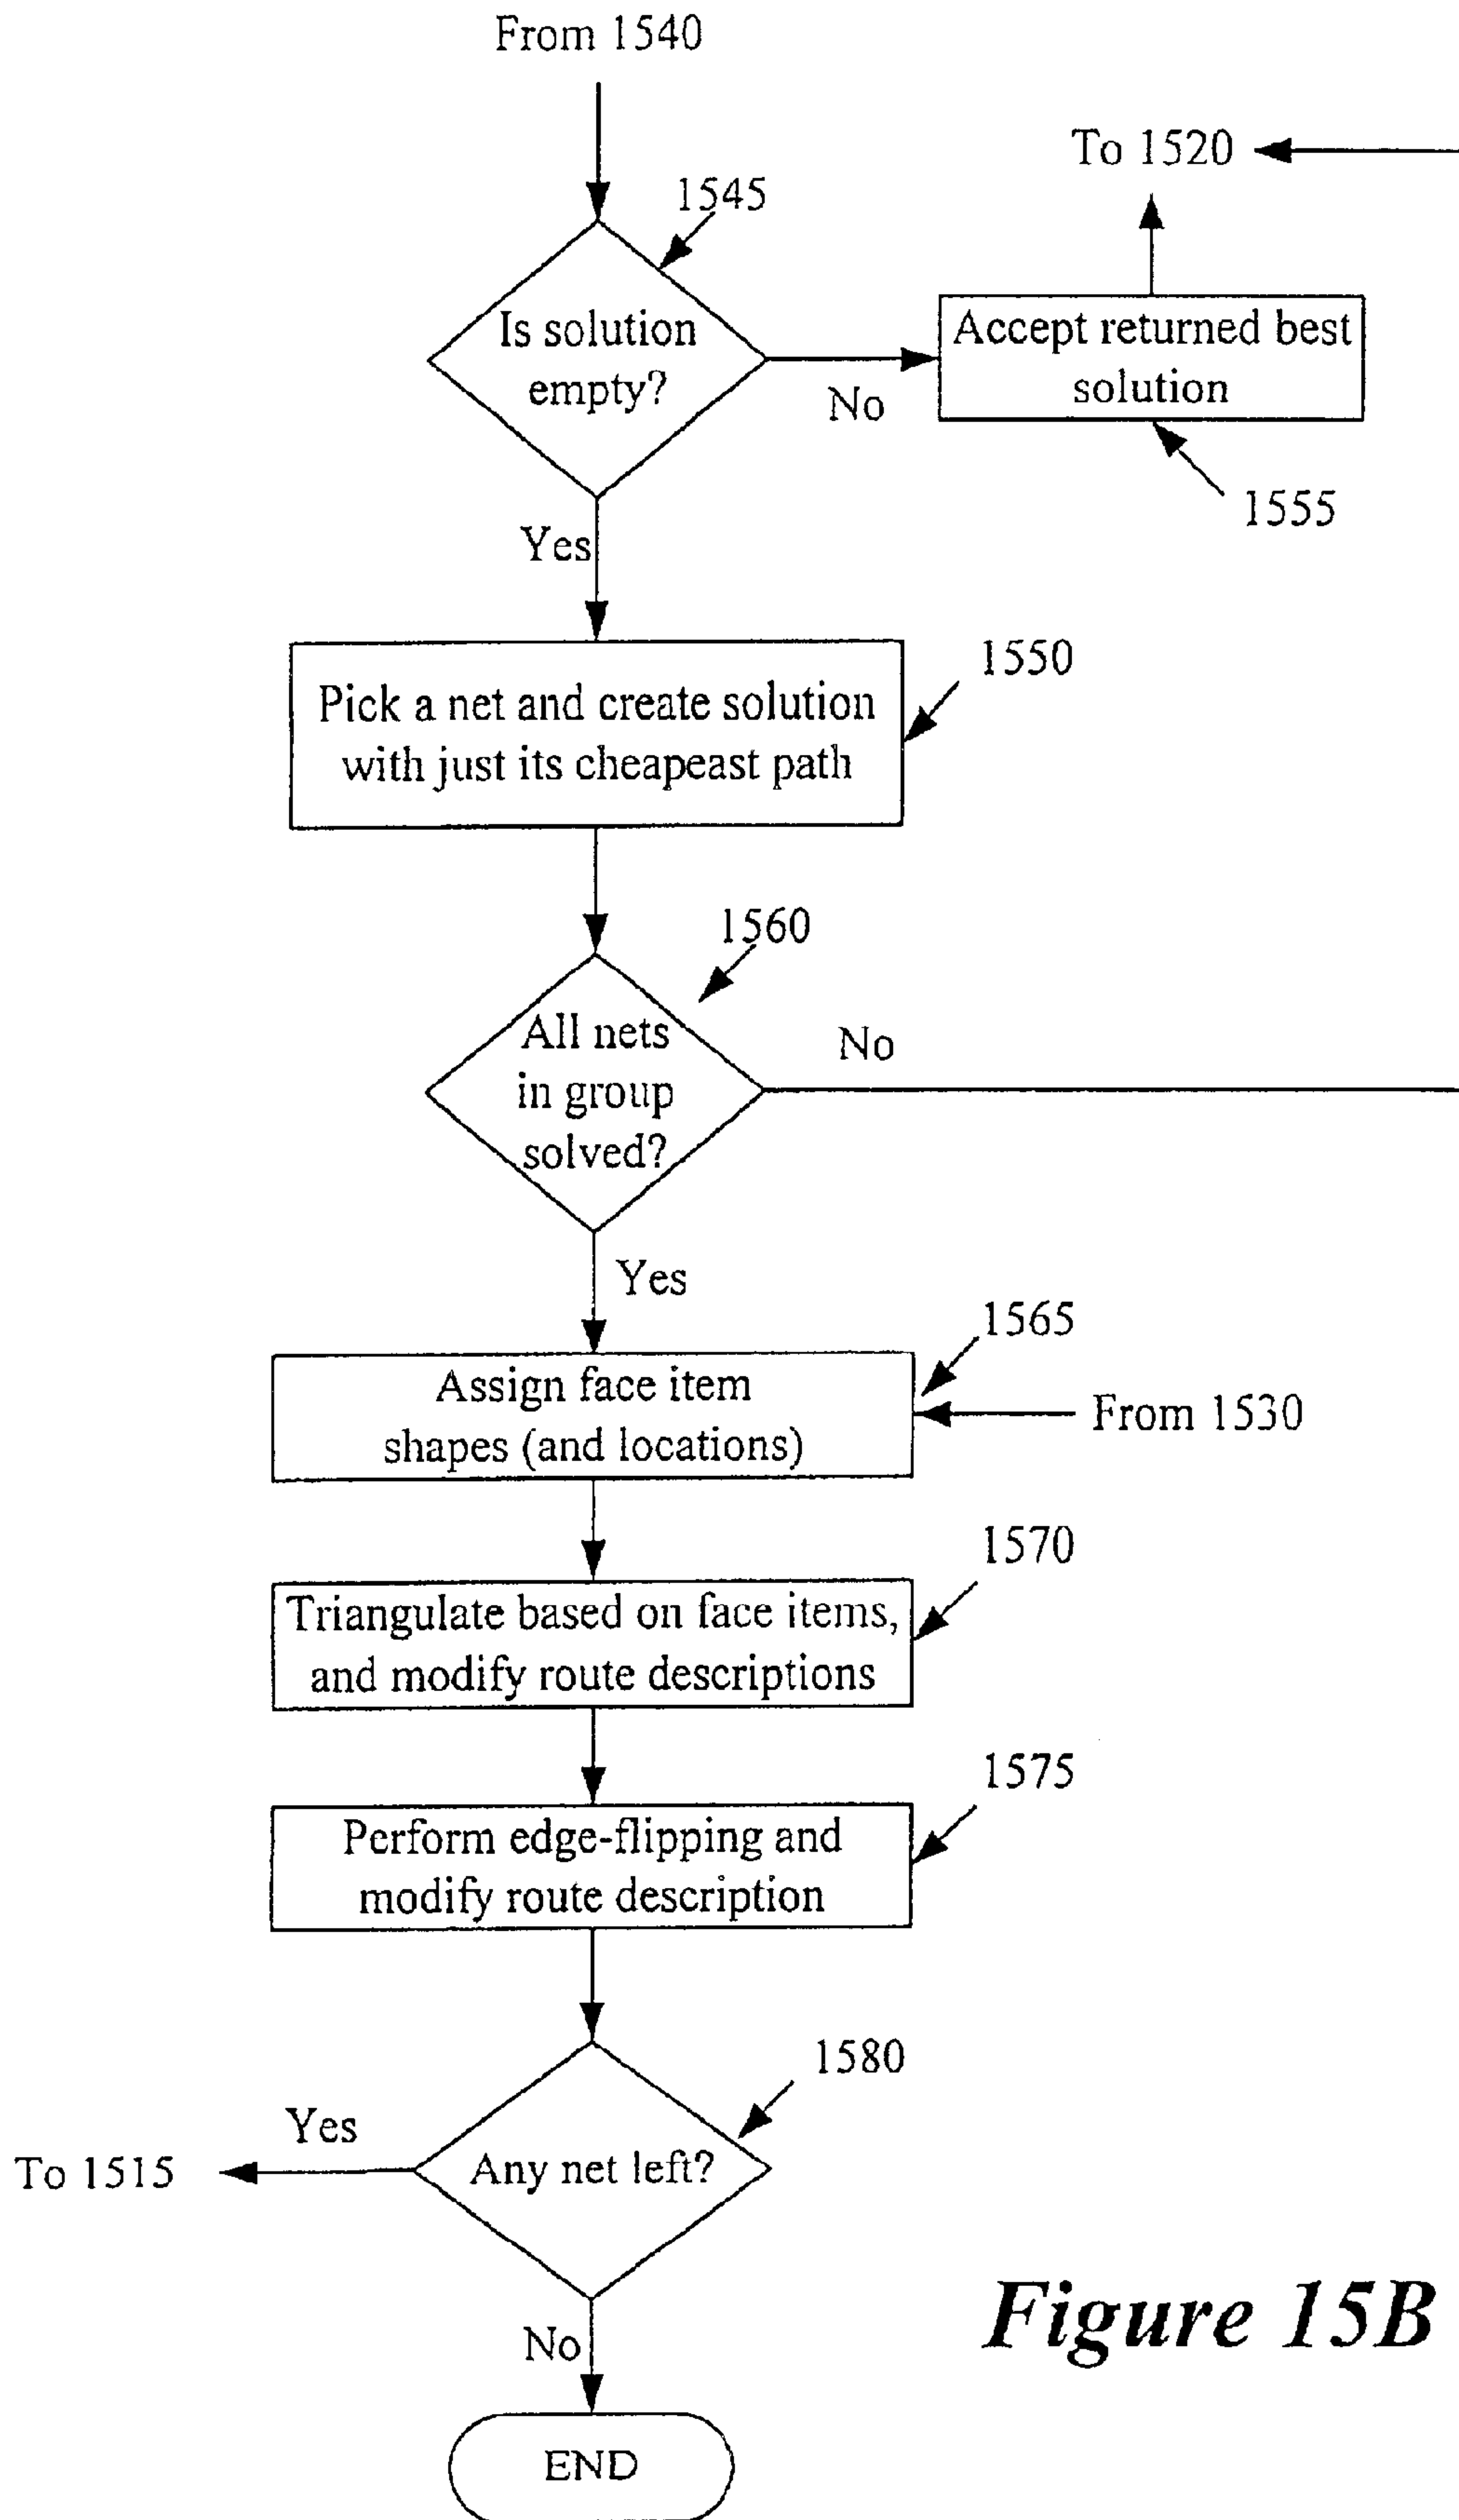 From 1540
To 1520
1545
Is solution
empty?
No
Accept returned best
solution
1555
Yes
1550
Pick a net and create solution
with just its cheapeast path
1560
All nets
in group
solved?
No
Yes
1565
Assign face item
shapes (and locations)
From 1530
1570
Triangulate based on face items,
and modify route descriptions
1575
Perform edge-flipping and
modify route description
1580
Yes
To 1515
Any net left?
No
END
Figure 15B